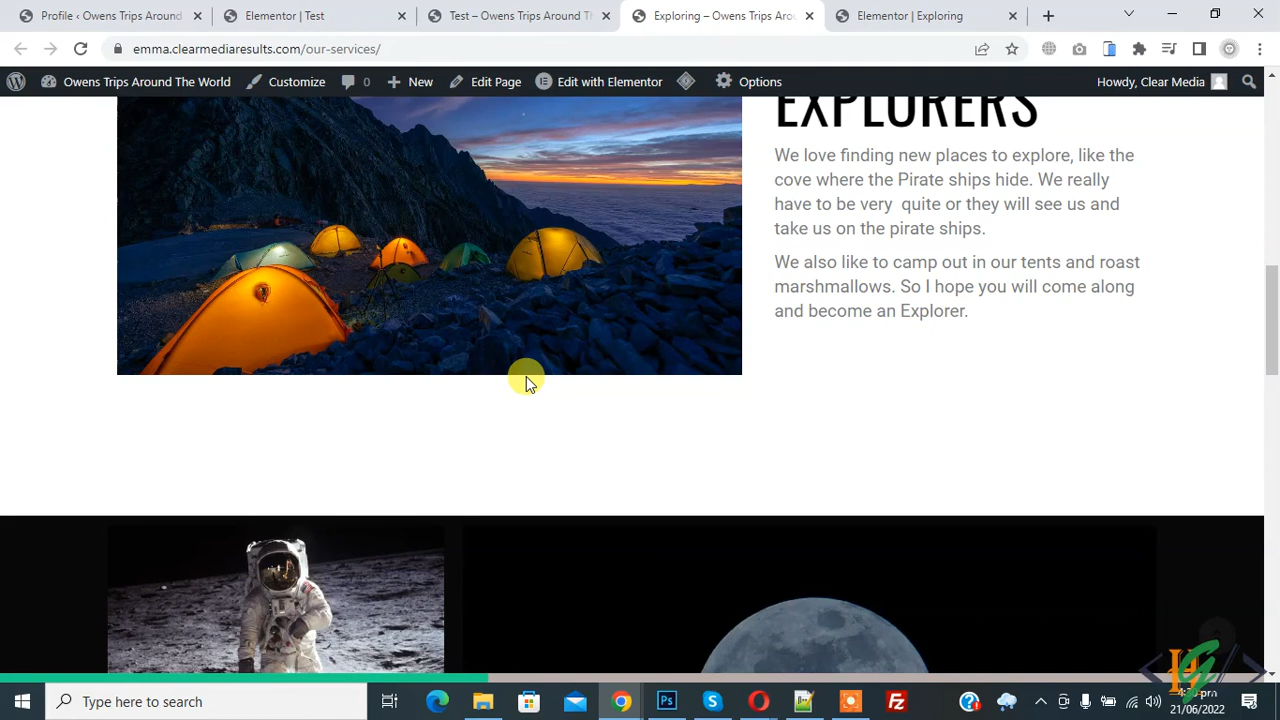 Profile ‹ Owens Trips Around
Elementor | Test
Test – Owens Trips Around Th
Exploring – Owens Trips Arou
Elementor | Exploring
emma.clearmediaresults.com/our-services/
Owens Trips Around The World
Customize
0
New
Edit Page
Edit with Elementor
Options
Howdy, Clear Media
EXPLORERS
We love finding new places to explore, like the
cove where the Pirate ships hide. We really
have to be very quite or they will see us and
take us on the pirate ships.
We also like to camp out in our tents and roast
marshmallows. So I hope you will come along
and become an Explorer.
Type here to search
21/06/2022